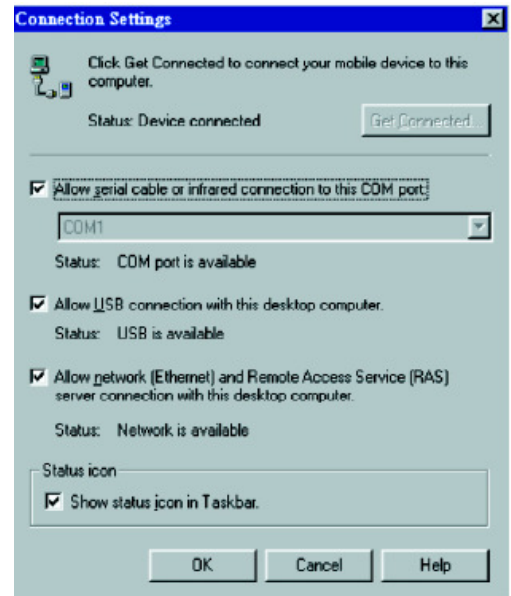 Connection Settings
Click Get Connected to connect your mobile device to this
computer.
Status: Device connected
Get Connected...
Allow serial cable or infrared connection to this COM port:
COM1
Status: COM port is available
Allow USB connection with this desktop computer.
Status: USB is available
Allow network (Ethernet) and Remote Access Service (RAS)
server connection with this desktop computer.
Status: Network is available
Status icon
Show status icon in Taskbar.
OK Cancel Help